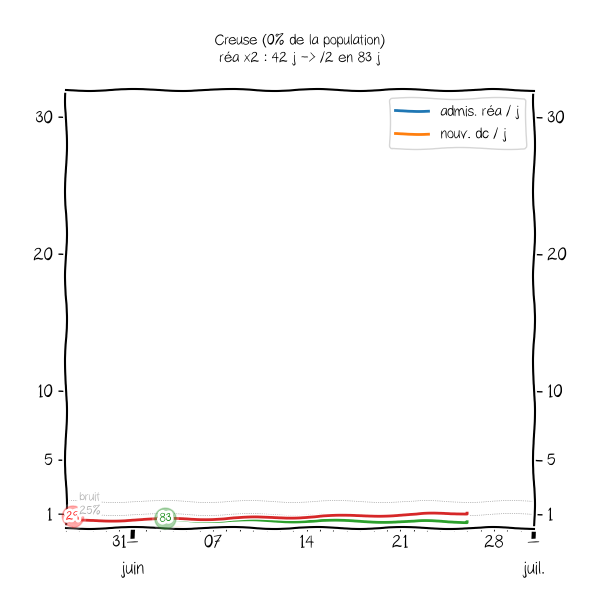 Creuse (0% de la population)
réa x2 : 42 j -> /2 en 83 j
admis. réa / j
nouv. dc / j
30
30
20
20
10
10
5
5
... bruit
25%
83
1
1
31
07
14
21
28
juin
juil.